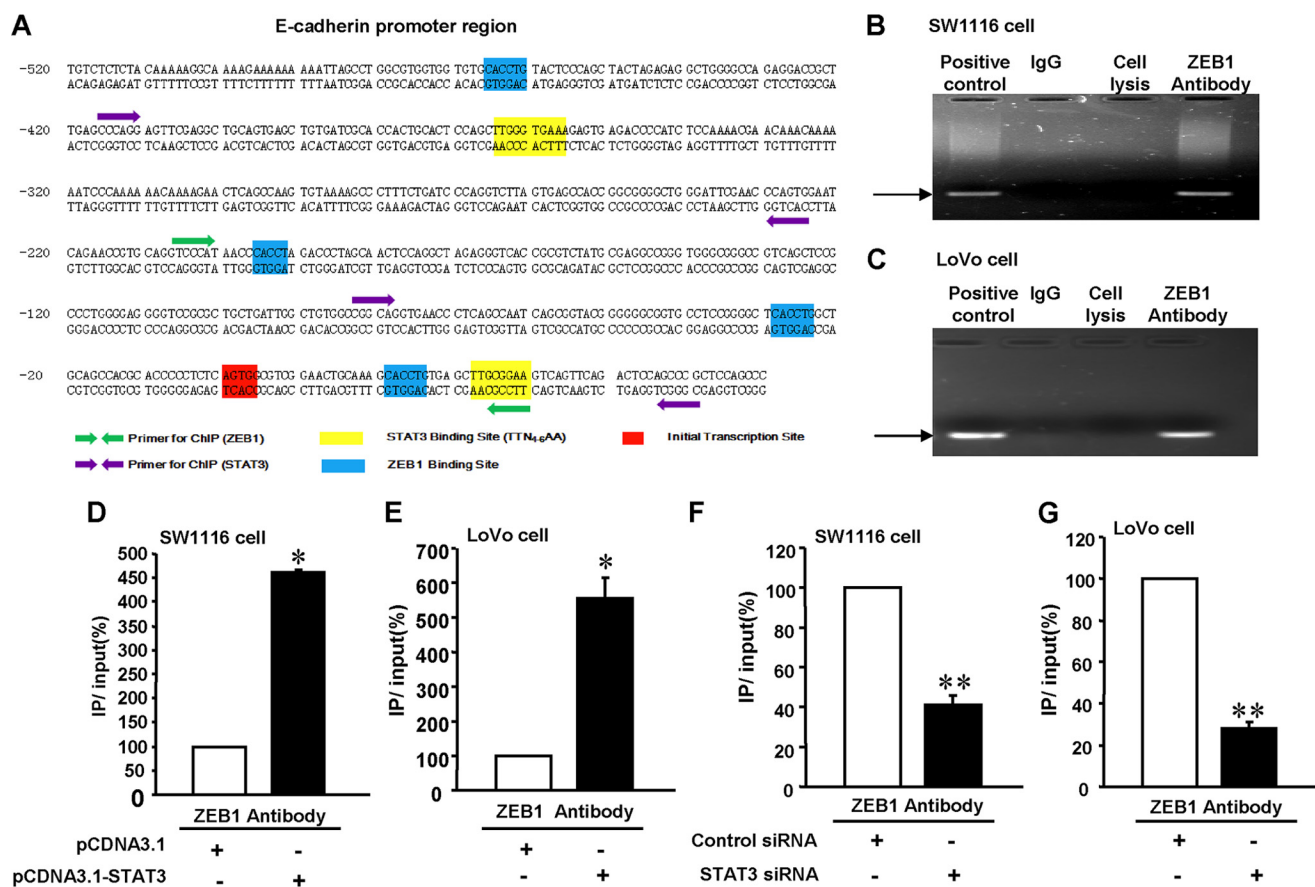 A
E-cadherin promoter region
-520 TGTCTCTCTA CAAAAAGGCA AAAGAAAAAA AAATTAGCCT GGCGTGGTGG TGTGCACCTG TACTCCCAGC TACTAGAGAG GCTGGGGCCA GAGGACCGCT
ACAGAGAGAT GTTTTTCCGT TTTCTTTTTT TTTAATCGGA CCGCACCACC ACACGTGGAC ATGAGGGTCG ATGATCTCTC CGACCCCGGT CTCCTGGCGA
-420 TGAGCCCAGG AGTTCGAGGC TGCAGTGAGC TGTGATCGCA CCACTGCACT CCAGCTTGGG TGAAAGAGTG AGACCCCATC TCCAAAACGA ACAAACAAAA
ACTCGGGTCC TCAAGCTCCG ACGTCACTCG ACACTAGCGT GGTGACGTGA GGTCGAACCC ACTTTCTCAC TCTGGGGTAG AGGTTTTGCT TGTTTGTTTT
-320 AATCCCAAAA AACAAAAGAA CTCAGCCAAG TGTAAAAGCC CTTTCTGATC CCAGGTCTTA GTGAGCCACC GGCGGGGCTG GGATTCGAAC CCAGTGGAAT
TTAGGGTTTT TTGTTTTCTT GAGTCGGTTC ACATTTTCGG GAAAGACTAG GGTCCAGAAT CACTCGGTGG CCGCCCCGAC CCTAAGCTTG GGTCACCTTA
-220 CAGAACCGTG CAGGTCCCAT AACCCACCTA GACCCTAGCA ACTCCAGGCT AGAGGGTCAC CGCGTCTATG CGAGGCCGGG TGGGCGGGCC GTCAGCTCCG
GTCTTGGCAC GTCCAGGGTA TTGGGTGGAT CTGGGATCGT TGAGGTCCGA TCTCCCAGTG GCGCAGATAC GCTCCGGCCC ACCCGCCCGG CAGTCGAGGC
-120 CCCTGGGGAG GGGTCCGCGC TGCTGATTGG CTGTGGCCGG CAGGTGAACC CTCAGCCAAT CAGCGGTACG GGGGGCGGTG CCTCCGGGGC TCACCTGGCT
GGGACCCCTC CCCAGGCGCG ACGACTAACC GACACCGGCC GTCCACTTGG GAGTCGGTTA GTCGCCATGC CCCCCGCCAC GGAGGCCCCG AGTGGACCGA
-20 GCAGCCACGC ACCCCCTCTC AGTGGCGTCG GAACTGCAAA GCACCTGTGA GCTTGCGGAA GTCAGTTCAG ACTCCAGCCC GCTCCAGCCC
CGTCGGTGCG TGGGGGAGAG TCACCGCAGC CTTGACGTTT CGTGGACACT CGAACGCCTT CAGTCAAGTC TGAGGTCGGG CGAGGTCGGG
Primer for ChIP (ZEB1)
STAT3 Binding Site (TTN4-6AA)
Initial Transcription Site
Primer for ChIP (STAT3)
ZEB1 Binding Site
B
SW1116 cell
Positive control
IgG
Cell lysis
ZEB1 Antibody
C
LoVo cell
Positive control
IgG
Cell lysis
ZEB1 Antibody
D
SW1116 cell
IP/ input(%)
500
450
400
350
300
250
200
150
100
50
0
*
ZEB1 Antibody
pCDNA3.1 + -
pCDNA3.1-STAT3 - +
E
LoVo cell
IP/ input(%)
700
600
500
400
300
200
100
0
*
ZEB1 Antibody
+ -
- +
F
SW1116 cell
IP/ input(%)
120
100
80
60
40
20
0
**
ZEB1 Antibody
Control siRNA + -
STAT3 siRNA - +
G
LoVo cell
IP/ input(%)
120
100
80
60
40
20
0
**
ZEB1 Antibody
+ -
- +